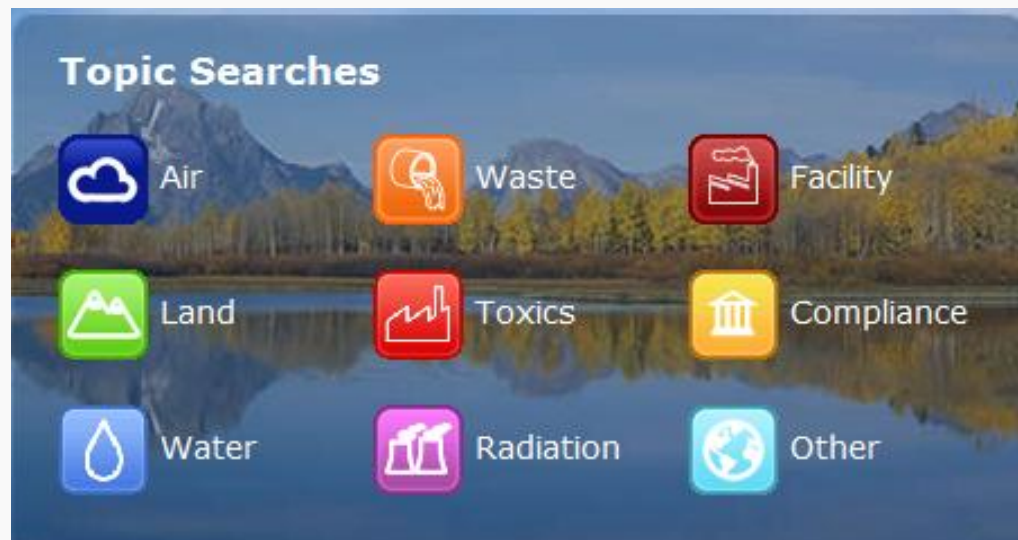 Topic Searches
Air
Waste
Facility
Land
Toxics
Compliance
Water
Radiation
Other